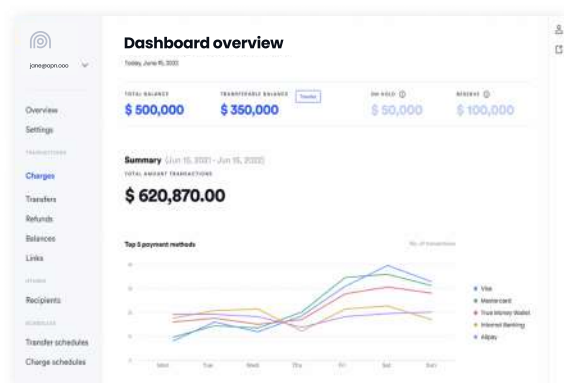 jane@opn.ooo
Overview
Settings
TRANSACTIONS
Charges
Transfers
Refunds
Balances
Links
OTHERS
Recipients
SCHEDULES
Transfer schedules
Charge schedules
Dashboard overview
Today, June 15, 2022
TOTAL BALANCE
$ 500,000
TRANSFERABLE BALANCE
Transfer
$ 350,000
ON HOLD
$ 50,000
RESERVE
$ 100,000
Summary (Jun 15, 2021 - Jun 15, 2022)
TOTAL AMOUNT TRANSACTIONS
$ 620,870.00
Top 5 payment methods
No. of transactions
Mon Tue Wed Thu Fri Sat Sun
Visa
Mastercard
True Money Wallet
Internet Banking
Alipay